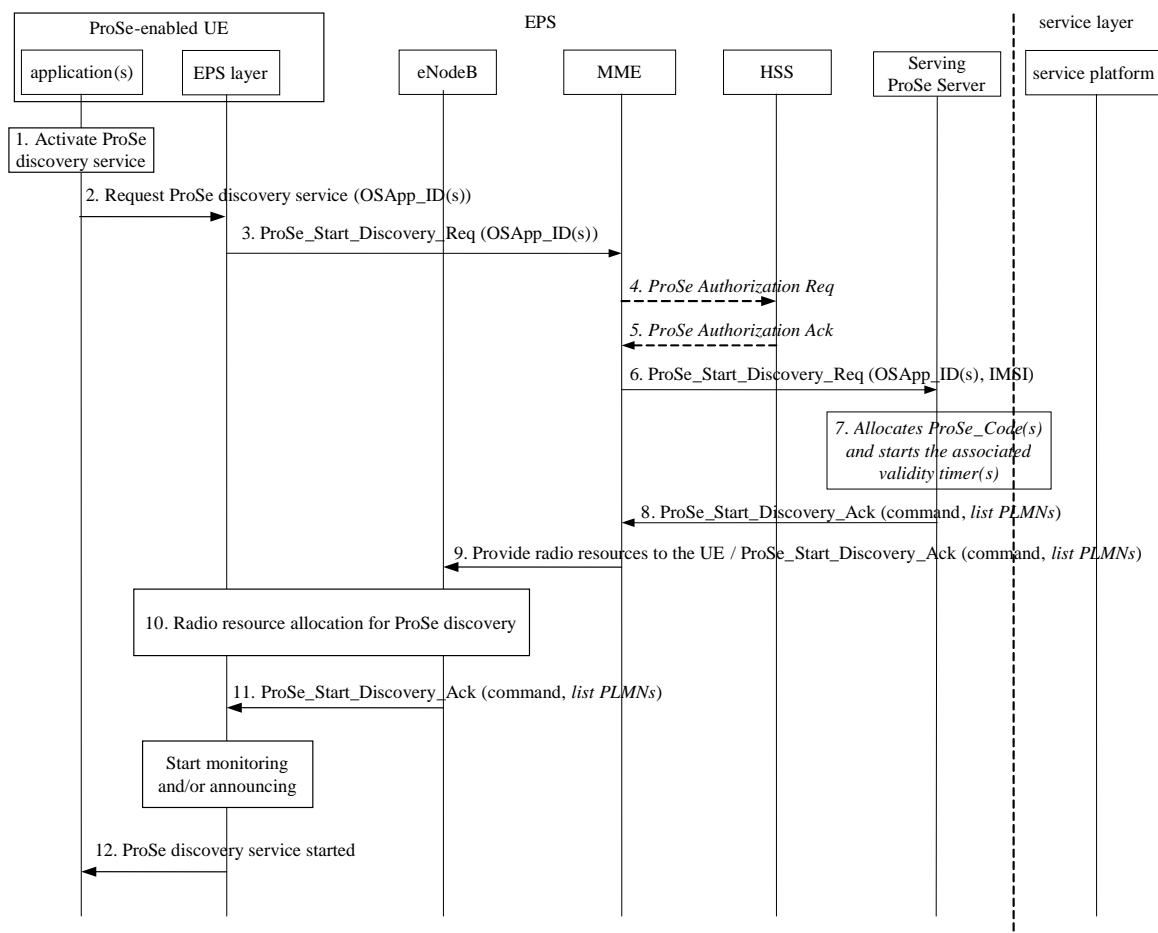 ProSe-enabled UE
EPS
service layer
application(s)
EPS layer
eNodeB
MME
HSS
Serving
ProSe Server
service platform
1. Activate ProSe
discovery service
2. Request ProSe discovery service (OSApp_ID(s))
3. ProSe_Start_Discovery_Req (OSApp_ID(s))
4. ProSe Authorization Req
5. ProSe Authorization Ack
6. ProSe_Start_Discovery_Req (OSApp_ID(s), IMSI)
7. Allocates ProSe_Code(s)
and starts the associated
validity timer(s)
8. ProSe_Start_Discovery_Ack (command, list PLMNs)
9. Provide radio resources to the UE / ProSe_Start_Discovery_Ack (command, list PLMNs)
10. Radio resource allocation for ProSe discovery
11. ProSe_Start_Discovery_Ack (command, list PLMNs)
Start monitoring
and/or announcing
12. ProSe discovery service started